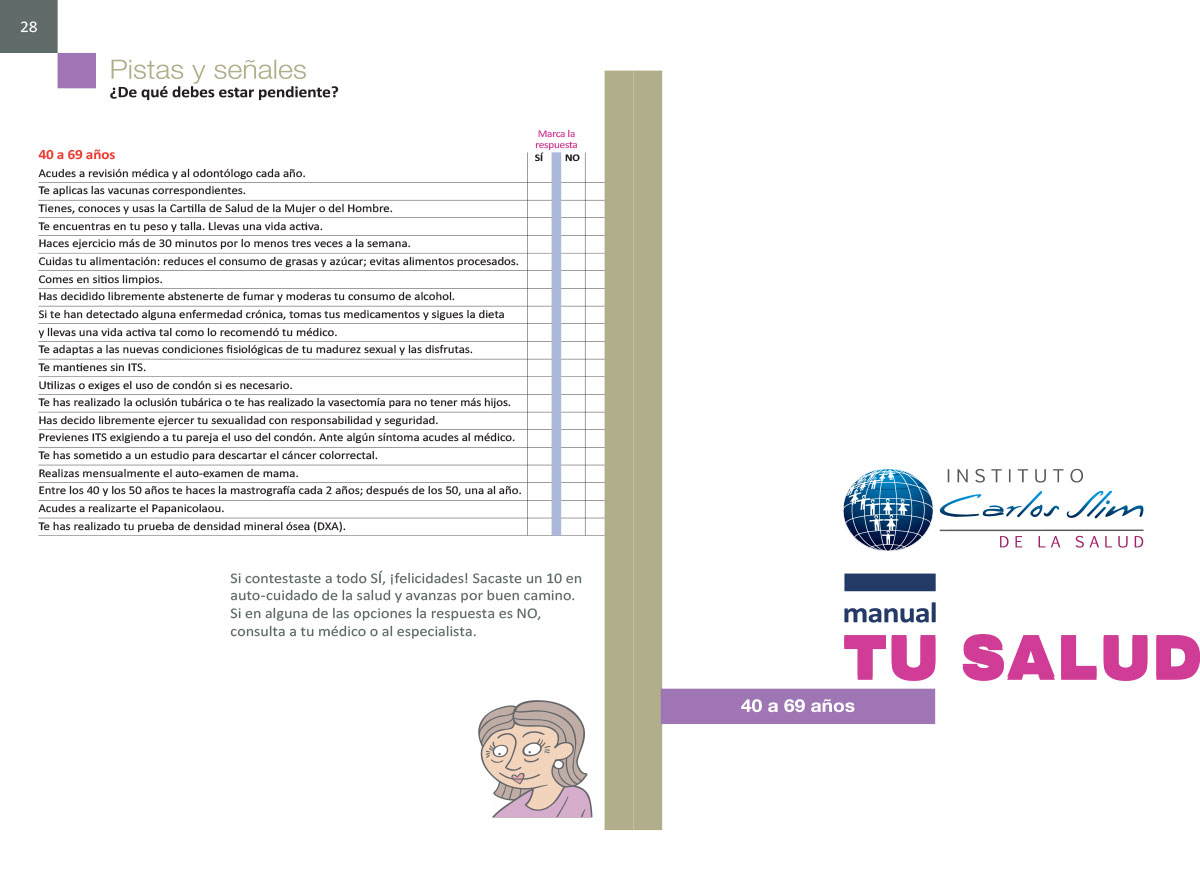 28
Pistas y señales
¿De qué debes estar pendiente?
Marca la
respuesta
40 a 69 años
SÍ NO
Acudes a revisión médica y al odontólogo cada año.
Te aplicas las vacunas correspondientes.
Tienes, conoces y usas la Cartilla de Salud de la Mujer o del Hombre.
Te encuentras en tu peso y talla. Llevas una vida activa.
Haces ejercicio más de 30 minutos por lo menos tres veces a la semana.
Cuidas tu alimentación: reduces el consumo de grasas y azúcar; evitas alimentos procesados.
Comes en sitios limpios.
Has decidido libremente abstenerte de fumar y moderas tu consumo de alcohol.
Si te han detectado alguna enfermedad crónica, tomas tus medicamentos y sigues la dieta
y llevas una vida activa tal como lo recomendó tu médico.
Te adaptas a las nuevas condiciones fisiológicas de tu madurez sexual y las disfrutas.
Te mantienes sin ITS.
Utilizas o exiges el uso de condón si es necesario.
Te has realizado la oclusión tubárica o te has realizado la vasectomía para no tener más hijos.
Has decido libremente ejercer tu sexualidad con responsabilidad y seguridad.
Previenes ITS exigiendo a tu pareja el uso del condón. Ante algún síntoma acudes al médico.
Te has sometido a un estudio para descartar el cáncer colorrectal.
Realizas mensualmente el auto-examen de mama.
Entre los 40 y los 50 años te haces la mastrografía cada 2 años; después de los 50, una al año.
Acudes a realizarte el Papanicolaou.
Te has realizado tu prueba de densidad mineral ósea (DXA).
Si contestaste a todo SÍ, ¡felicidades! Sacaste un 10 en
auto-cuidado de la salud y avanzas por buen camino.
Si en alguna de las opciones la respuesta es NO,
consulta a tu médico o al especialista.
INSTITUTO
Carlos Slim
DE LA SALUD
manual
TU SALUD
40 a 69 años